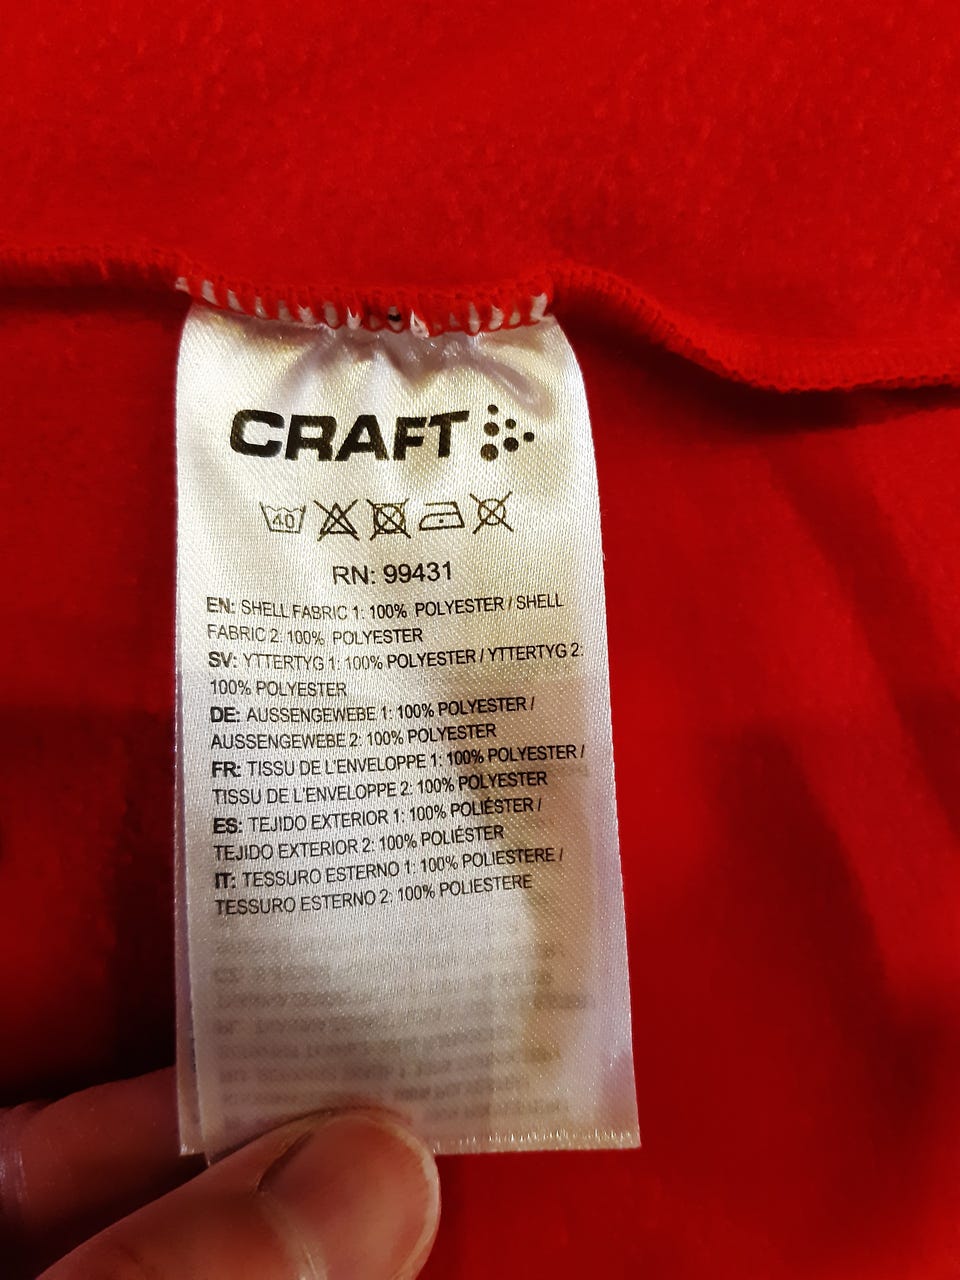 CRAFT
40
RN: 99431
EN: SHELL FABRIC 1: 100% POLYESTER / SHELL
FABRIC 2: 100% POLYESTER
SV: YTTERTYG 1: 100% POLYESTER / YTTERTYG 2:
100% POLYESTER
DE: AUSSENGEWEBE 1: 100% POLYESTER /
AUSSENGEWEBE 2: 100% POLYESTER
FR: TISSU DE L'ENVELOPPE 1: 100% POLYESTER /
TISSU DE L'ENVELOPPE 2: 100% POLYESTER
ES: TEJIDO EXTERIOR 1: 100% POLIÉSTER /
TEJIDO EXTERIOR 2: 100% POLIÉSTER
IT: TESSURO ESTERNO 1: 100% POLIESTERE /
TESSURO ESTERNO 2: 100% POLIESTERE